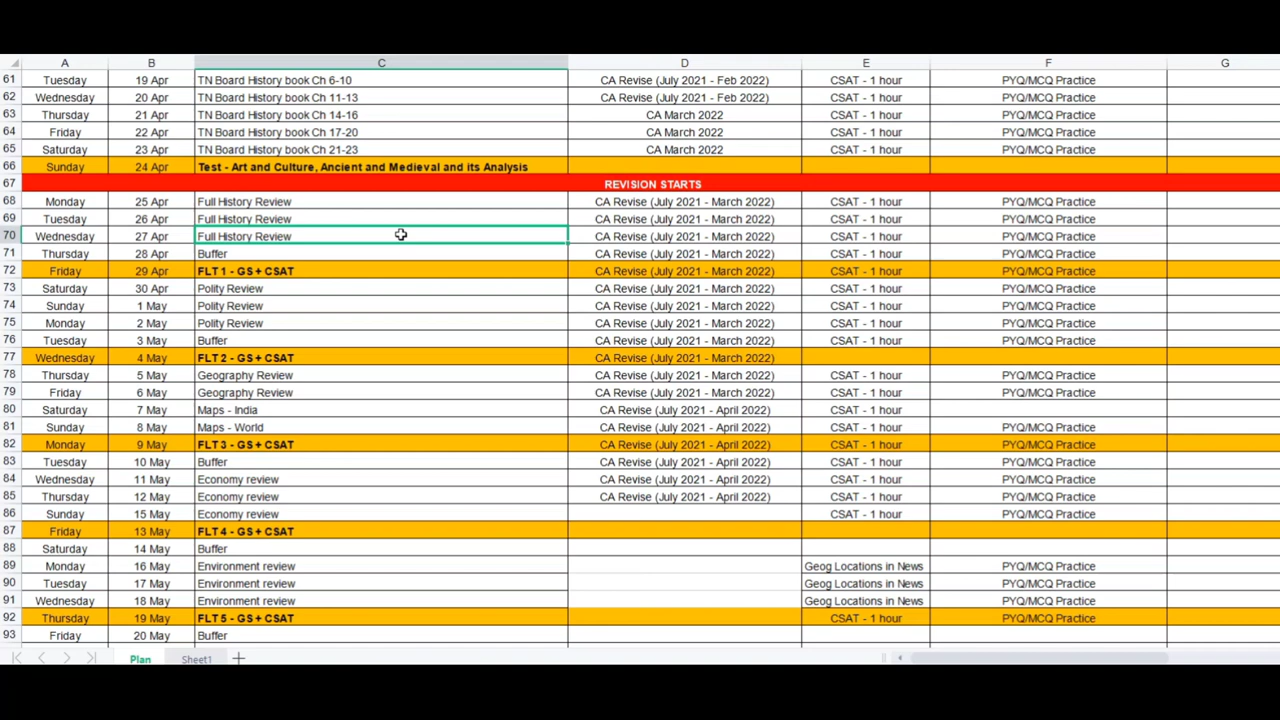 A B C D E F G
61 Tuesday 19 Apr TN Board History book Ch 6-10 CA Revise (July 2021 - Feb 2022) CSAT - 1 hour PYQ/MCQ Practice
62 Wednesday 20 Apr TN Board History book Ch 11-13 CA Revise (July 2021 - Feb 2022) CSAT - 1 hour PYQ/MCQ Practice
63 Thursday 21 Apr TN Board History book Ch 14-16 CA March 2022 CSAT - 1 hour PYQ/MCQ Practice
64 Friday 22 Apr TN Board History book Ch 17-20 CA March 2022 CSAT - 1 hour PYQ/MCQ Practice
65 Saturday 23 Apr TN Board History book Ch 21-23 CA March 2022 CSAT - 1 hour PYQ/MCQ Practice
66 Sunday 24 Apr Test - Art and Culture, Ancient and Medieval and its Analysis
67 REVISION STARTS
68 Monday 25 Apr Full History Review CA Revise (July 2021 - March 2022) CSAT - 1 hour PYQ/MCQ Practice
69 Tuesday 26 Apr Full History Review CA Revise (July 2021 - March 2022) CSAT - 1 hour PYQ/MCQ Practice
70 Wednesday 27 Apr Full History Review CA Revise (July 2021 - March 2022) CSAT - 1 hour PYQ/MCQ Practice
71 Thursday 28 Apr Buffer CA Revise (July 2021 - March 2022) CSAT - 1 hour PYQ/MCQ Practice
72 Friday 29 Apr FLT 1 - GS + CSAT CA Revise (July 2021 - March 2022) CSAT - 1 hour PYQ/MCQ Practice
73 Saturday 30 Apr Polity Review CA Revise (July 2021 - March 2022) CSAT - 1 hour PYQ/MCQ Practice
74 Sunday 1 May Polity Review CA Revise (July 2021 - March 2022) CSAT - 1 hour PYQ/MCQ Practice
75 Monday 2 May Polity Review CA Revise (July 2021 - March 2022) CSAT - 1 hour PYQ/MCQ Practice
76 Tuesday 3 May Buffer CA Revise (July 2021 - March 2022) CSAT - 1 hour PYQ/MCQ Practice
77 Wednesday 4 May FLT 2 - GS + CSAT CA Revise (July 2021 - March 2022)
78 Thursday 5 May Geography Review CA Revise (July 2021 - March 2022) CSAT - 1 hour PYQ/MCQ Practice
79 Friday 6 May Geography Review CA Revise (July 2021 - March 2022) CSAT - 1 hour PYQ/MCQ Practice
80 Saturday 7 May Maps - India CA Revise (July 2021 - April 2022) CSAT - 1 hour
81 Sunday 8 May Maps - World CA Revise (July 2021 - April 2022) CSAT - 1 hour PYQ/MCQ Practice
82 Monday 9 May FLT 3 - GS + CSAT CA Revise (July 2021 - April 2022) CSAT - 1 hour PYQ/MCQ Practice
83 Tuesday 10 May Buffer CA Revise (July 2021 - April 2022) CSAT - 1 hour PYQ/MCQ Practice
84 Wednesday 11 May Economy review CA Revise (July 2021 - April 2022) CSAT - 1 hour PYQ/MCQ Practice
85 Thursday 12 May Economy review CA Revise (July 2021 - April 2022) CSAT - 1 hour PYQ/MCQ Practice
86 Sunday 15 May Economy review CSAT - 1 hour PYQ/MCQ Practice
87 Friday 13 May FLT 4 - GS + CSAT
88 Saturday 14 May Buffer
89 Monday 16 May Environment review Geog Locations in News PYQ/MCQ Practice
90 Tuesday 17 May Environment review Geog Locations in News PYQ/MCQ Practice
91 Wednesday 18 May Environment review Geog Locations in News PYQ/MCQ Practice
92 Thursday 19 May FLT 5 - GS + CSAT CSAT - 1 hour PYQ/MCQ Practice
93 Friday 20 May Buffer
Plan Sheet1